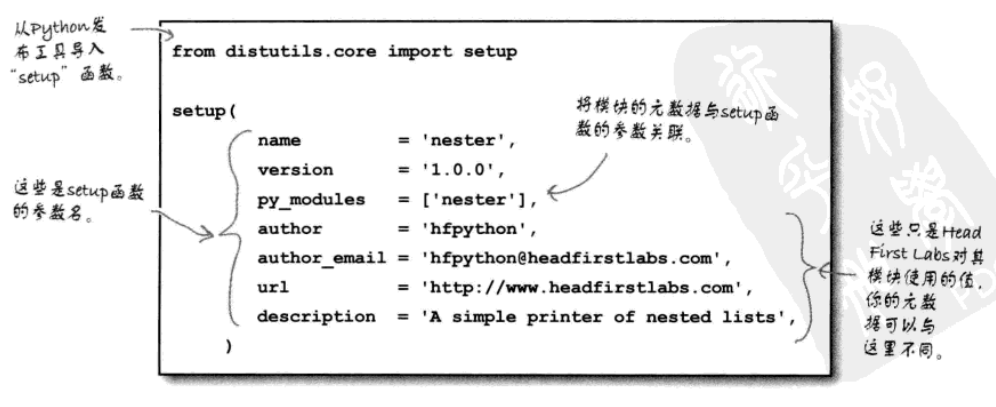 从Python发
布工具导入
“setup”函数。
from distutils.core import setup
setup(
将模块的元数据与setup函
数的参数关联。
name = 'nester',
version = '1.0.0',
py_modules = ['nester'],
author = 'hfpython',
author_email = 'hfpython@headfirstlabs.com',
url = 'http://www.headfirstlabs.com',
description = 'A simple printer of nested lists',
)
这些是setup函数
的参数名。
这些只是Head
First Labs对其
模块使用的值，
你的元数
据可以与
这里不同。